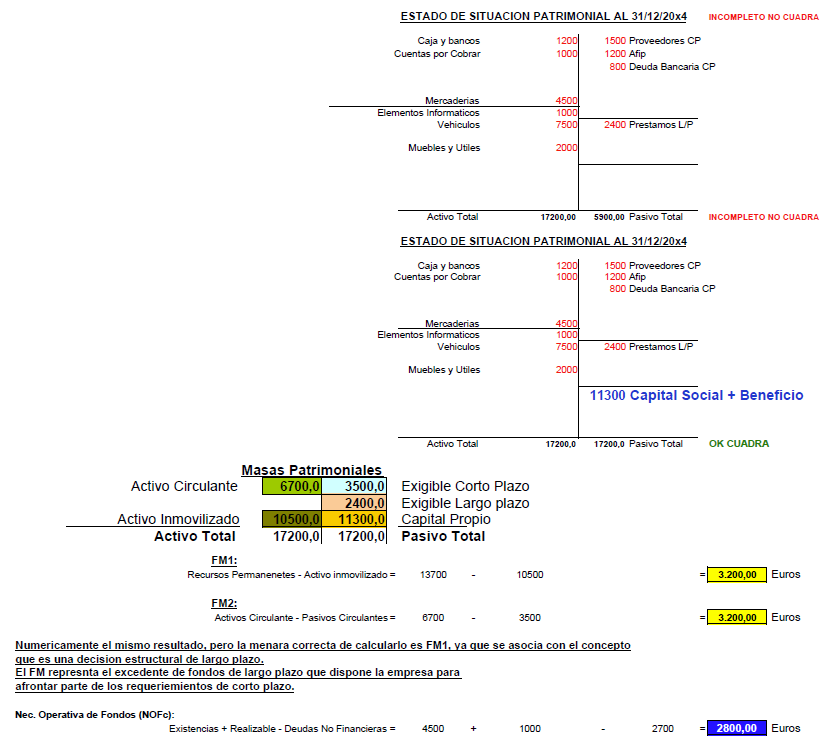 ESTADO DE SITUACION PATRIMONIAL AL 31/12/20x4 INCOMPLETO NO CUADRA
Caja y bancos 1200 1500 Proveedores CP
Cuentas por Cobrar 1000 1200 Afip
800 Deuda Bancaria CP
Mercaderias 4500
Elementos Informaticos 1000
Vehiculos 7500 2400 Prestamos L/P
Muebles y Utiles 2000
Activo Total 17200,00 5900,00 Pasivo Total INCOMPLETO NO CUADRA
ESTADO DE SITUACION PATRIMONIAL AL 31/12/20x4
Caja y bancos 1200 1500 Proveedores CP
Cuentas por Cobrar 1000 1200 Afip
800 Deuda Bancaria CP
Mercaderias 4500
Elementos Informaticos 1000
Vehiculos 7500 2400 Prestamos L/P
Muebles y Utiles 2000
11300 Capital Social + Beneficio
Activo Total 17200,0 17200,0 Pasivo Total OK CUADRA
Masas Patrimoniales
Activo Circulante 6700,0 3500,0 Exigible Corto Plazo
2400,0 Exigible Largo plazo
Activo Inmovilizado 10500,0 11300,0 Capital Propio
Activo Total 17200,0 17200,0 Pasivo Total
FM1:
Recursos Permanenetes - Activo inmovilizado = 13700 - 10500 = 3.200,00 Euros
FM2:
Activos Circulante - Pasivos Circulantes = 6700 - 3500 = 3.200,00 Euros
Numericamente el mismo resultado, pero la menara correcta de calcularlo es FM1, ya que se asocia con el concepto
que es una decision estructural de largo plazo.
El FM represnta el excedente de fondos de largo plazo que dispone la empresa para
afrontar parte de los requeriemientos de corto plazo.
Nec. Operativa de Fondos (NOFc):
Existencias + Realizable - Deudas No Financieras = 4500 + 1000 - 2700 = 2800,00 Euros